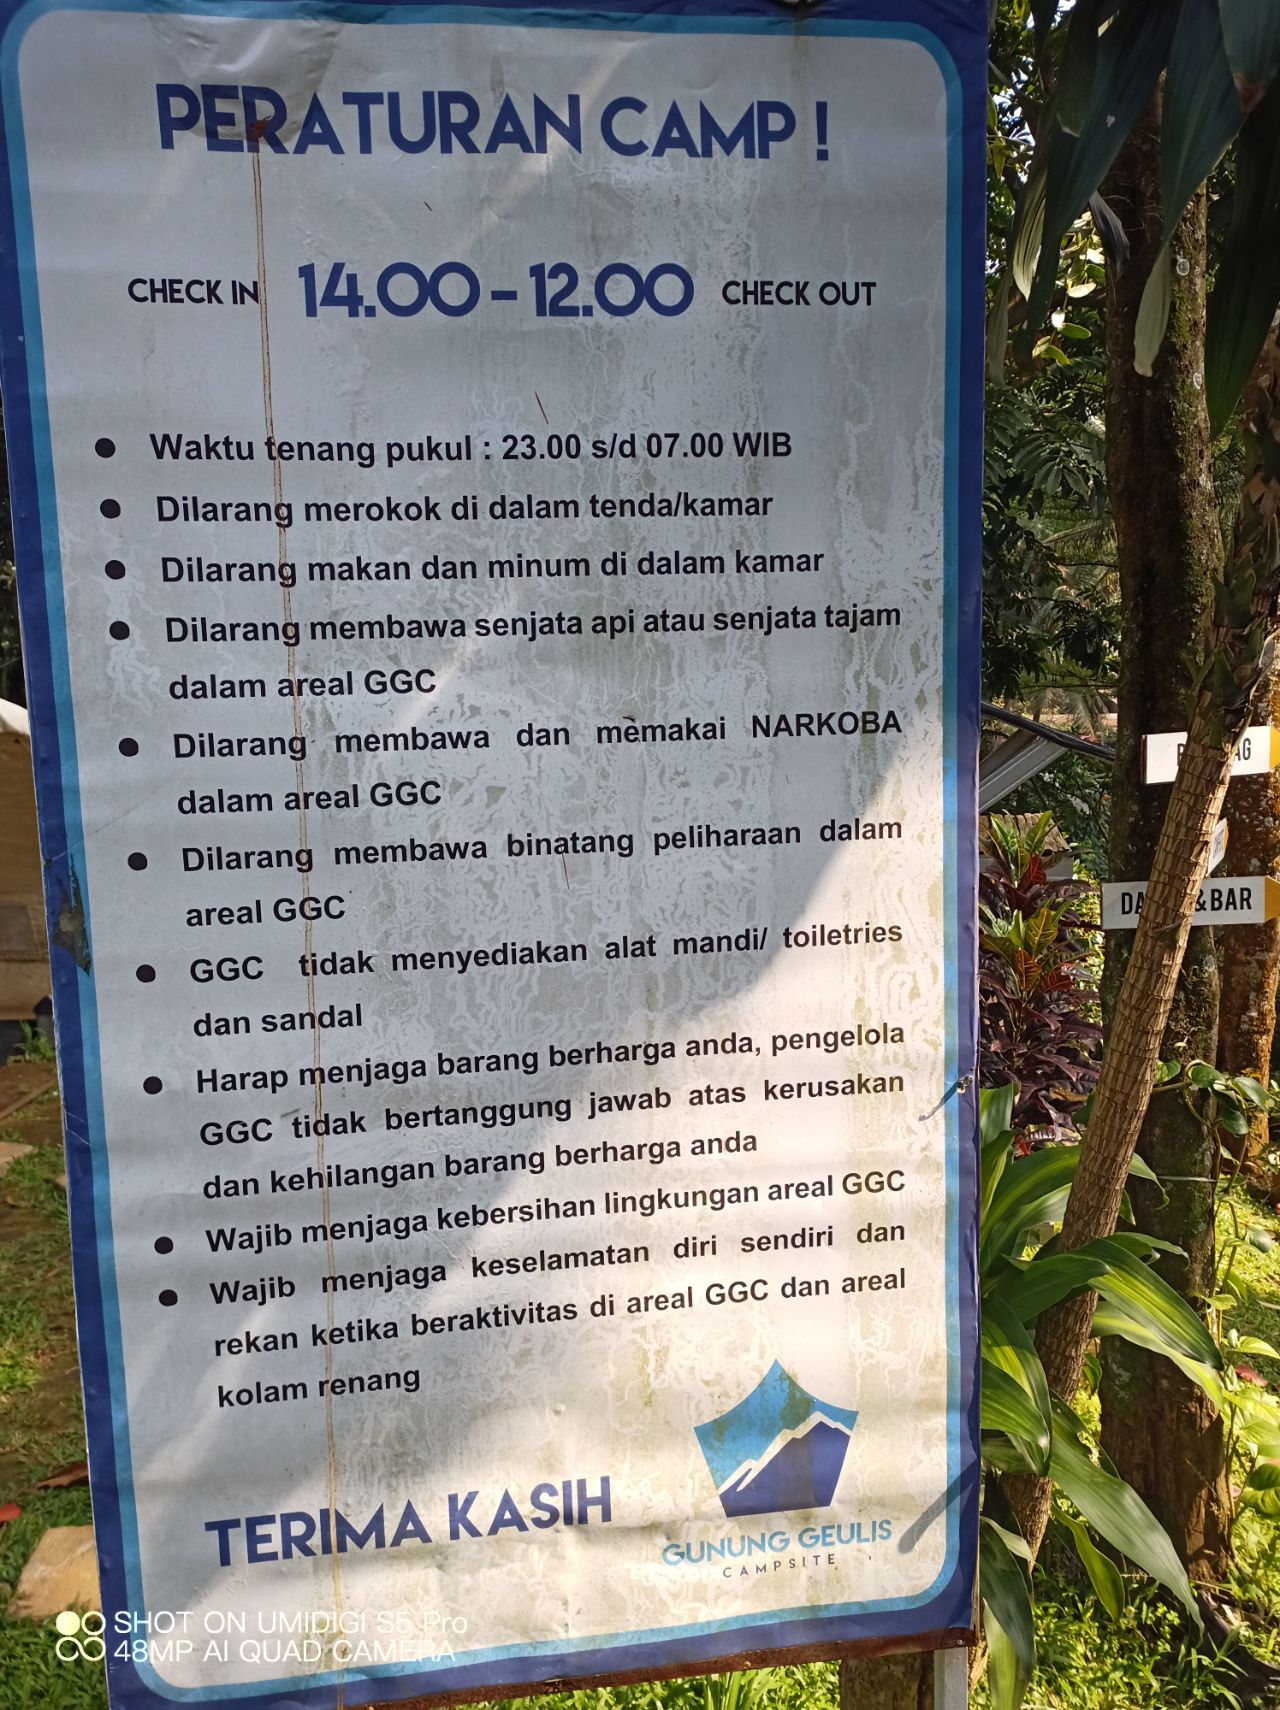 PERATURAN CAMP !
CHECK IN 14.00 - 12.00 CHECK OUT
● Waktu tenang pukul : 23.00 s/d 07.00 WIB
● Dilarang merokok di dalam tenda/kamar
● Dilarang makan dan minum di dalam kamar
● Dilarang membawa senjata api atau senjata tajam
dalam areal GGC
● Dilarang membawa dan memakai NARKOBA
dalam areal GGC
● Dilarang membawa binatang peliharaan dalam
areal GGC
● GGC tidak menyediakan alat mandi/ toiletries
dan sandal
● Harap menjaga barang berharga anda, pengelola
GGC tidak bertanggung jawab atas kerusakan
dan kehilangan barang berharga anda
● Wajib menjaga kebersihan lingkungan areal GGC
● Wajib menjaga keselamatan diri sendiri dan
rekan ketika beraktivitas di areal GGC dan areal
kolam renang
TERIMA KASIH
GUNUNG GEULIS
CAMPSITE
& BAR
SHOT ON UMIDIGI S5 Pro
48MP AI QUAD CAMERA